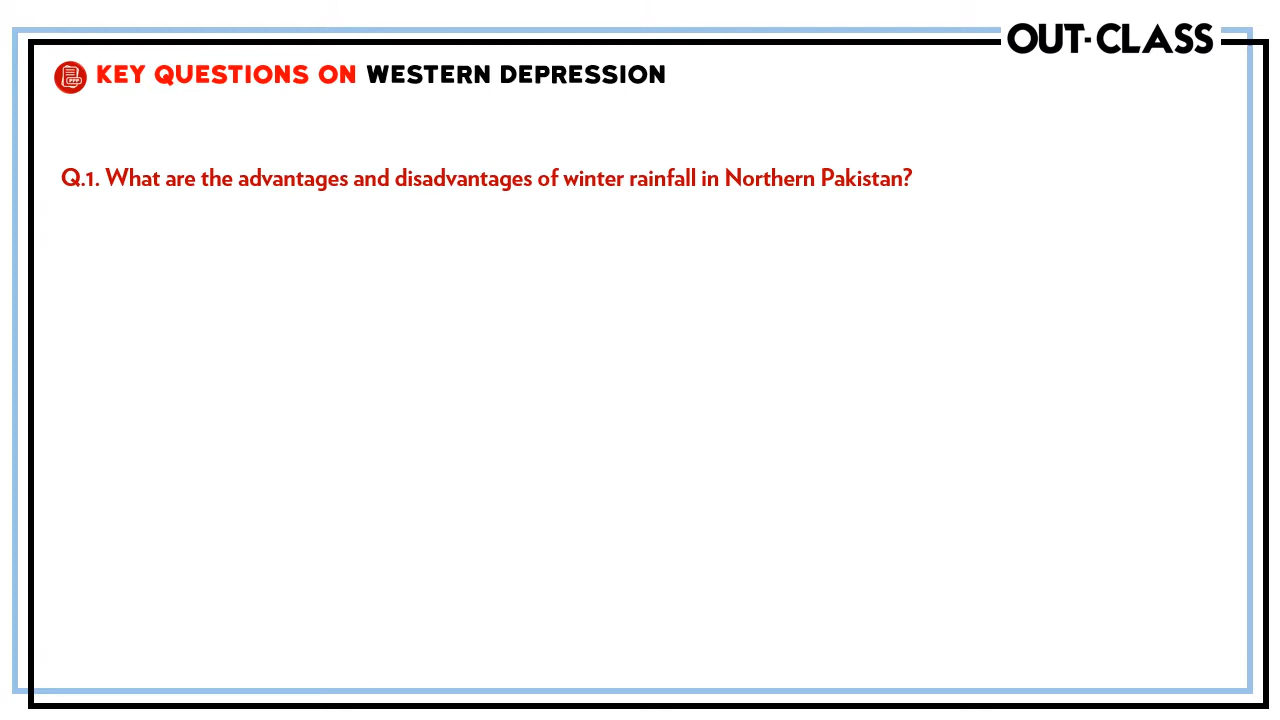 OUT-CLASS
KEY QUESTIONS ON WESTERN DEPRESSION
Q.1. What are the advantages and disadvantages of winter rainfall in Northern Pakistan?